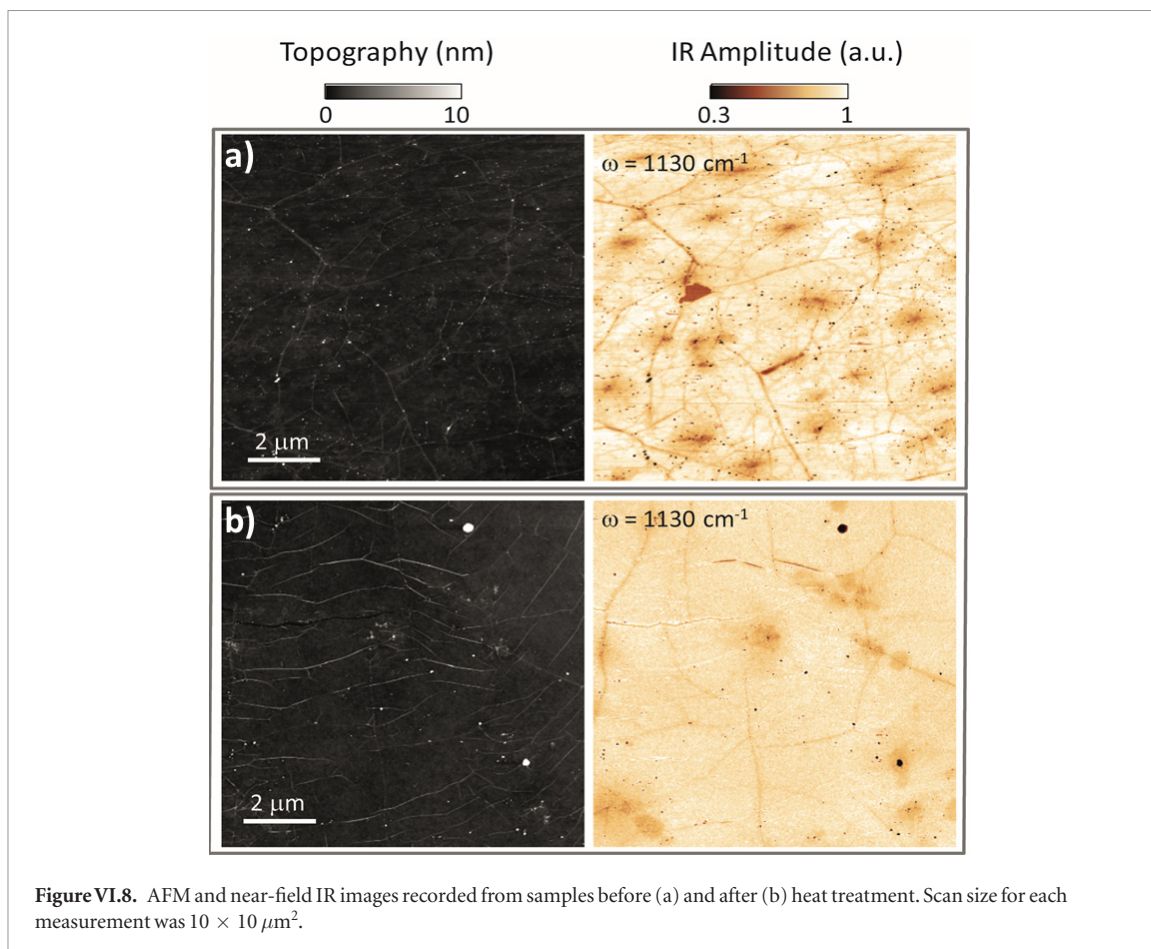 Topography (nm)
IR Amplitude (a.u.)
0
10
0.3
1
a)
ω = 1130 cm⁻¹
2 μm
b)
ω = 1130 cm⁻¹
2 μm
Figure VI.8. AFM and near-field IR images recorded from samples before (a) and after (b) heat treatment. Scan size for each
measurement was 10 × 10 μm².